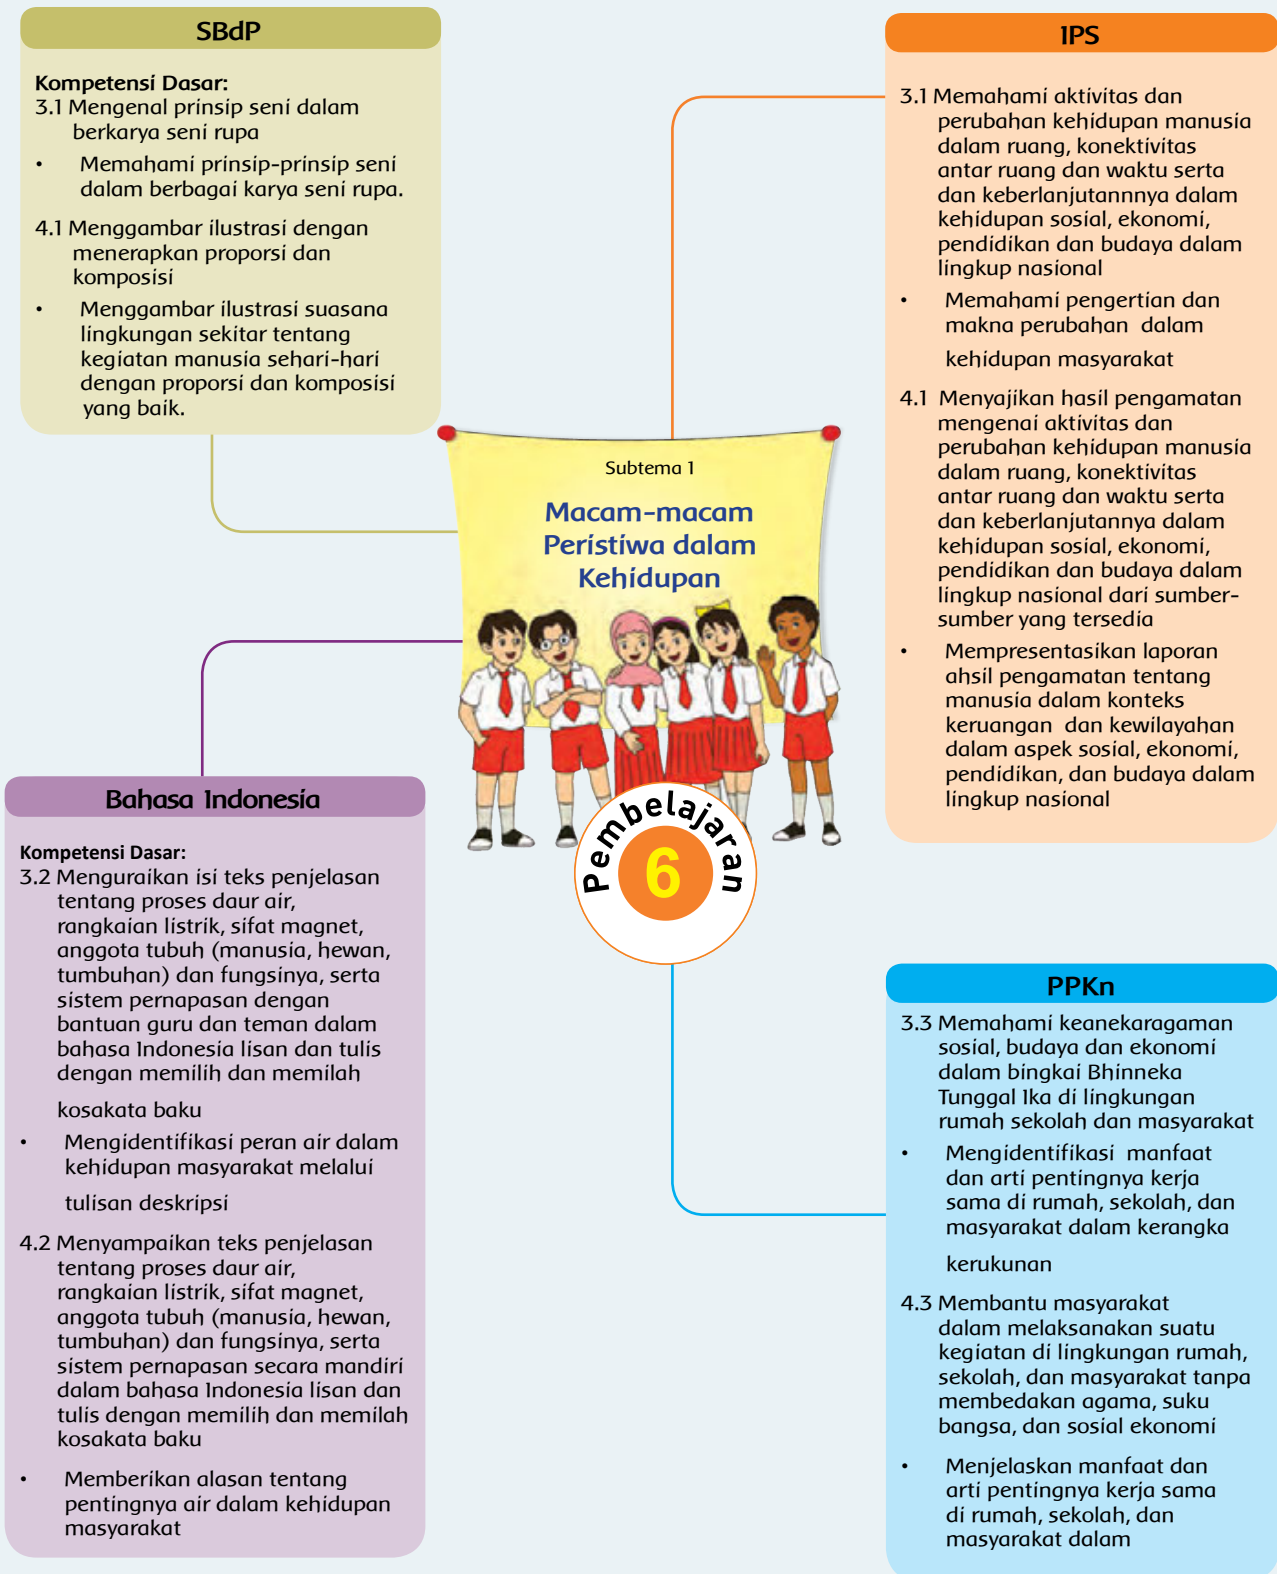 SBdP
Kompetensi Dasar:
3.1 Mengenal prinsip seni dalam
berkarya seni rupa
• Memahami prinsip-prinsip seni
dalam berbagai karya seni rupa.
4.1 Menggambar ilustrasi dengan
menerapkan proporsi dan
komposisi
• Menggambar ilustrasi suasana
lingkungan sekitar tentang
kegiatan manusia sehari-hari
dengan proporsi dan komposisi
yang baik.
IPS
3.1 Memahami aktivitas dan
perubahan kehidupan manusia
dalam ruang, konektivitas
antar ruang dan waktu serta
dan keberlanjutannnya dalam
kehidupan sosial, ekonomi,
pendidikan dan budaya dalam
lingkup nasional
• Memahami pengertian dan
makna perubahan dalam
kehidupan masyarakat
4.1 Menyajikan hasil pengamatan
mengenai aktivitas dan
perubahan kehidupan manusia
dalam ruang, konektivitas
antar ruang dan waktu serta
dan keberlanjutannya dalam
kehidupan sosial, ekonomi,
pendidikan dan budaya dalam
lingkup nasional dari sumber-
sumber yang tersedia
• Mempresentasikan laporan
ahsil pengamatan tentang
manusia dalam konteks
keruangan dan kewilayahan
dalam aspek sosial, ekonomi,
pendidikan, dan budaya dalam
lingkup nasional
Subtema 1
Macam-macam
Peristiwa dalam
Kehidupan
Pembelajaran
6
Bahasa Indonesia
Kompetensi Dasar:
3.2 Menguraikan isi teks penjelasan
tentang proses daur air,
rangkaian listrik, sifat magnet,
anggota tubuh (manusia, hewan,
tumbuhan) dan fungsinya, serta
sistem pernapasan dengan
bantuan guru dan teman dalam
bahasa Indonesia lisan dan tulis
dengan memilih dan memilah
kosakata baku
• Mengidentifikasi peran air dalam
kehidupan masyarakat melalui
tulisan deskripsi
4.2 Menyampaikan teks penjelasan
tentang proses daur air,
rangkaian listrik, sifat magnet,
anggota tubuh (manusia, hewan,
tumbuhan) dan fungsinya, serta
sistem pernapasan secara mandiri
dalam bahasa Indonesia lisan dan
tulis dengan memilih dan memilah
kosakata baku
• Memberikan alasan tentang
pentingnya air dalam kehidupan
masyarakat
PPKn
3.3 Memahami keanekaragaman
sosial, budaya dan ekonomi
dalam bingkai Bhinneka
Tunggal Ika di lingkungan
rumah sekolah dan masyarakat
• Mengidentifikasi manfaat
dan arti pentingnya kerja
sama di rumah, sekolah, dan
masyarakat dalam kerangka
kerukunan
4.3 Membantu masyarakat
dalam melaksanakan suatu
kegiatan di lingkungan rumah,
sekolah, dan masyarakat tanpa
membedakan agama, suku
bangsa, dan sosial ekonomi
• Menjelaskan manfaat dan
arti pentingnya kerja sama
di rumah, sekolah, dan
masyarakat dalam